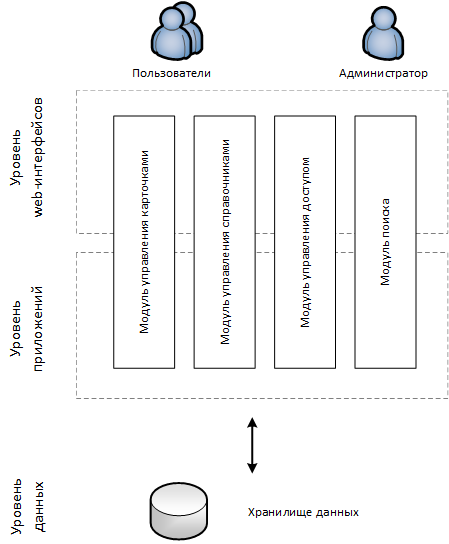 Пользователи
Администратор
Уровень
web-интерфейсов
Модуль управления карточками
Модуль управления справочниками
Модуль управления доступом
Модуль поиска
Уровень
приложений
Уровень
данных
Хранилище данных